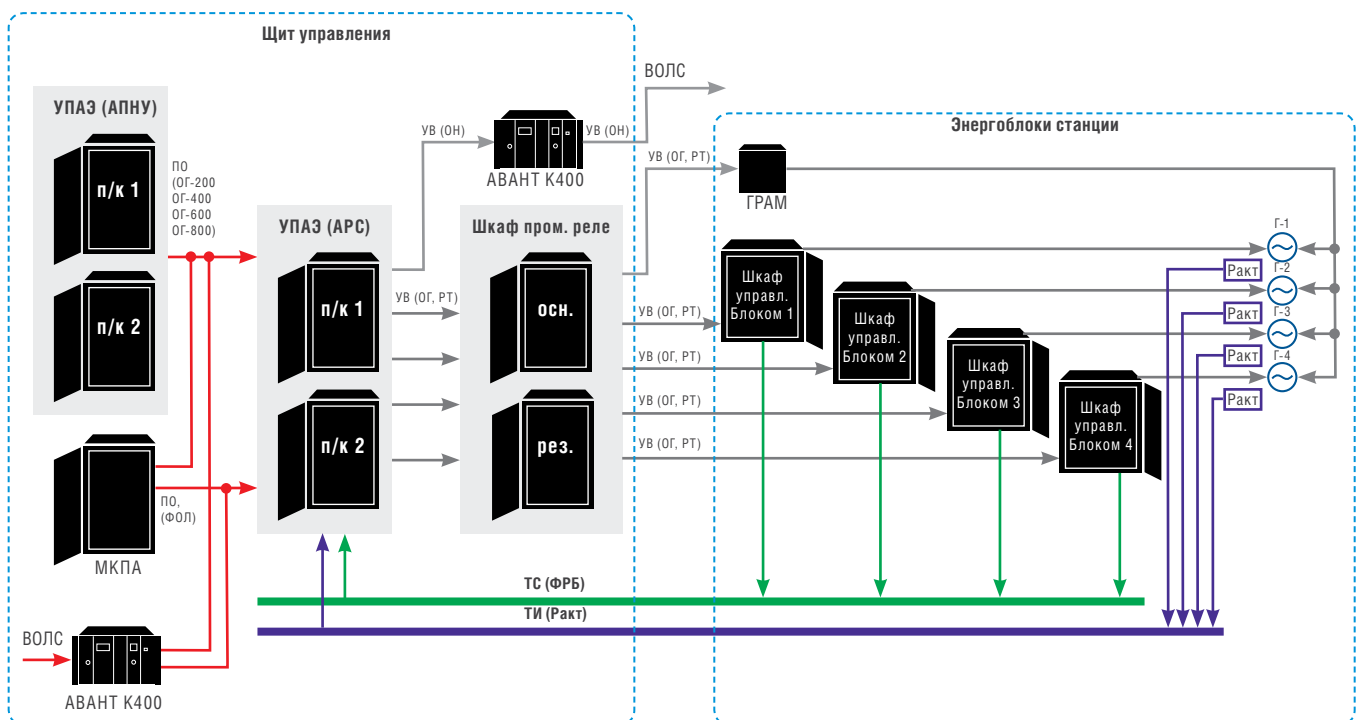 Щит управления
УПАЭ (АПНУ)
п/к 1
п/к 2
ПО
(ОГ-200
ОГ-400
ОГ-600
ОГ-800)
МКПА
ПО,
(ФОЛ)
ВОЛС
АВАНТ К400
УПАЭ (АРС)
п/к 1
п/к 2
УВ (ОН)
АВАНТ К400
УВ (ОН)
ВОЛС
УВ (ОГ, РТ)
Шкаф пром. реле
осн.
рез.
УВ (ОГ, РТ)
УВ (ОГ, РТ)
УВ (ОГ, РТ)
УВ (ОГ, РТ)
УВ (ОГ, РТ)
Энергоблоки станции
ГРАМ
Шкаф
управл.
Блоком 1
Шкаф
управл.
Блоком 2
Шкаф
управл.
Блоком 3
Шкаф
управл.
Блоком 4
Г-1
Ракт
Г-2
Ракт
Г-3
Ракт
Г-4
Ракт
ТС (ФРБ)
ТИ (Ракт)